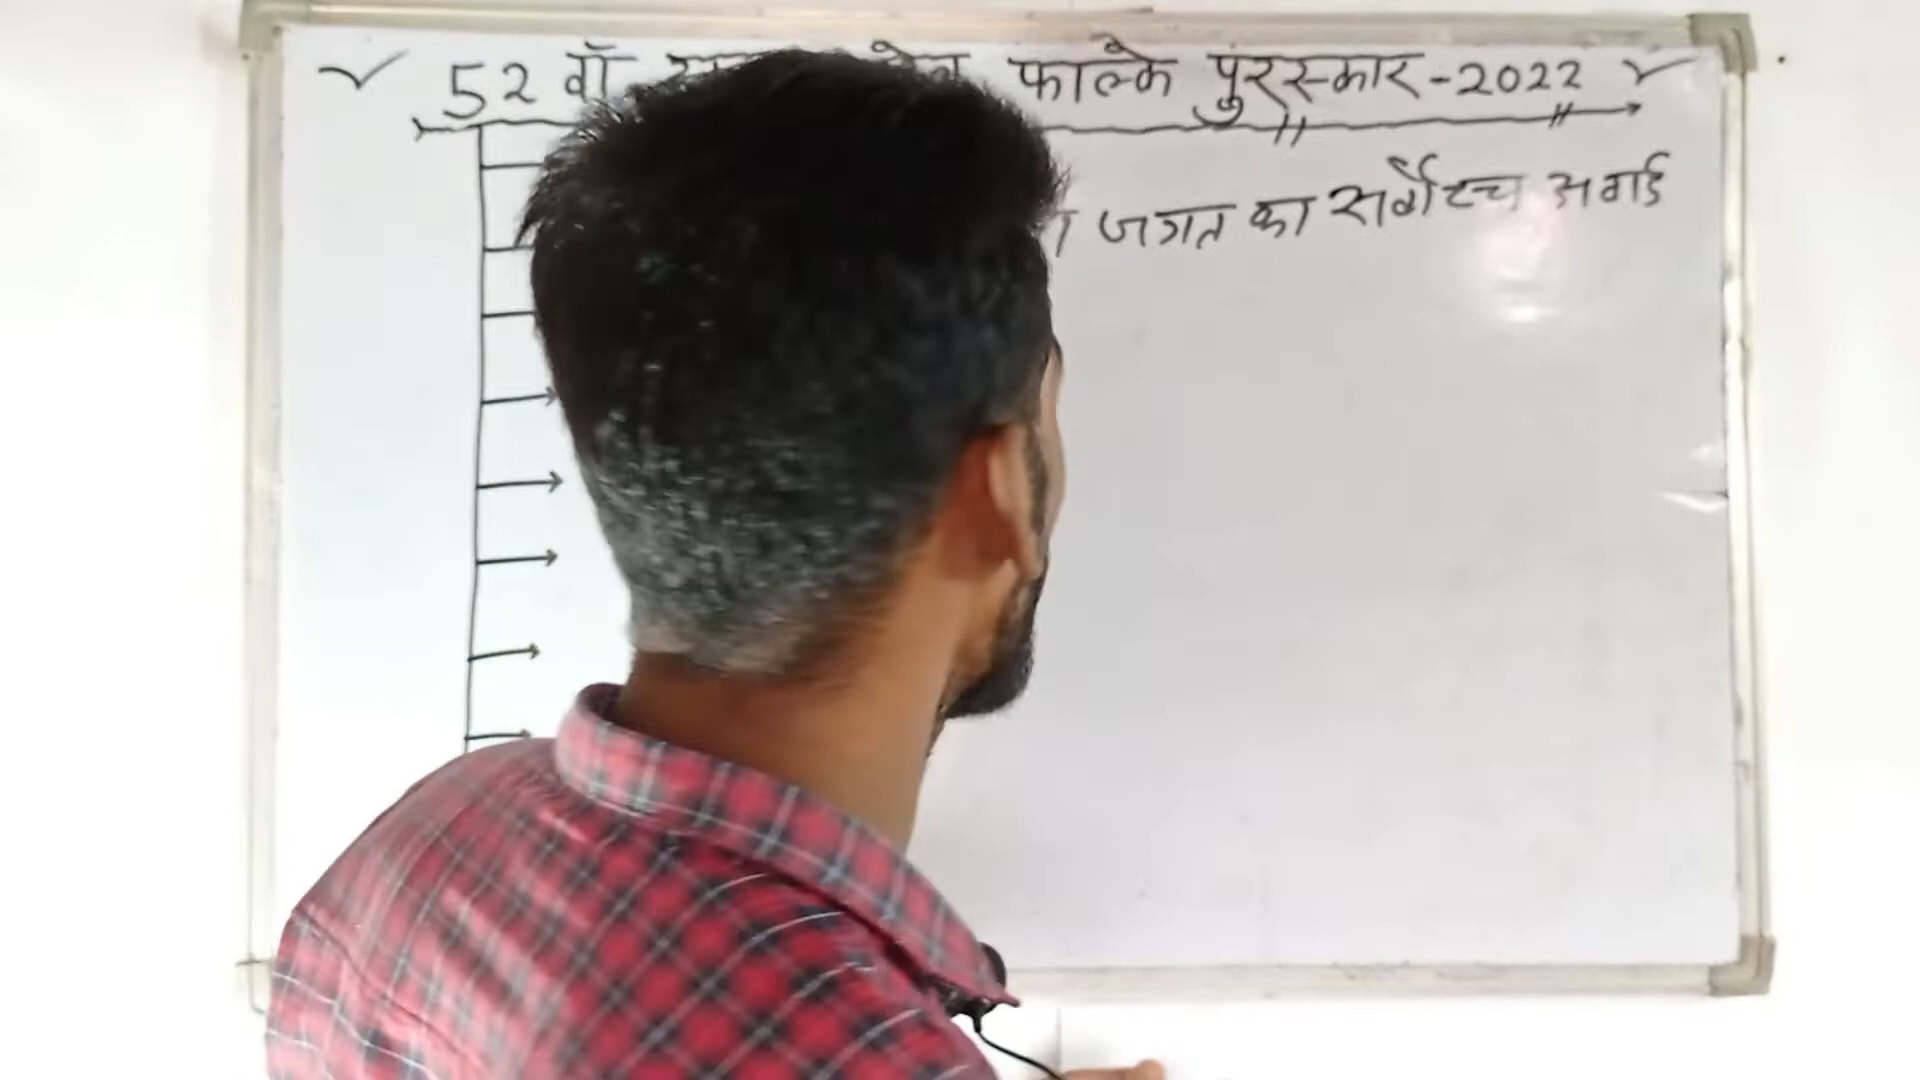 52 वाँ फाल्के पुरस्कार-2022
जगत का सर्वोच्च अवार्ड